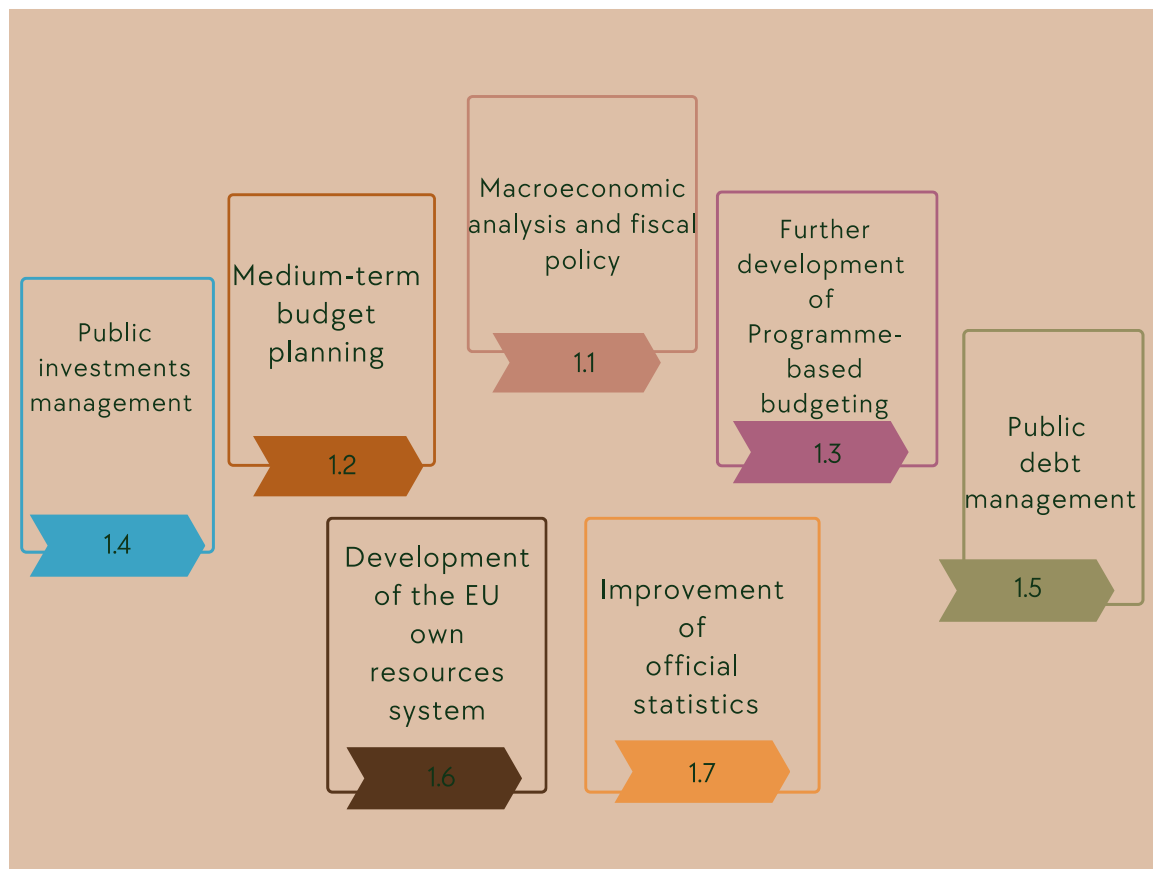 Macroeconomic
analysis and fiscal
policy
1.1
Medium-term
budget
planning
1.2
Further
development
of
Programme-
based
budgeting
1.3
Public
investments
management
1.4
Public
debt
management
1.5
Development
of the EU
own
resources
system
1.6
Improvement
of
official
statistics
1.7